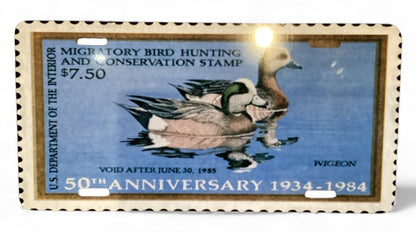 U.S. DEPARTMENT OF THE INTERIOR
MIGRATORY BIRD HUNTING
AND CONSERVATION STAMP
$7.50
VOID AFTER JUNE 30, 1985
WIGEON
50TH ANNIVERSARY 1934-1984